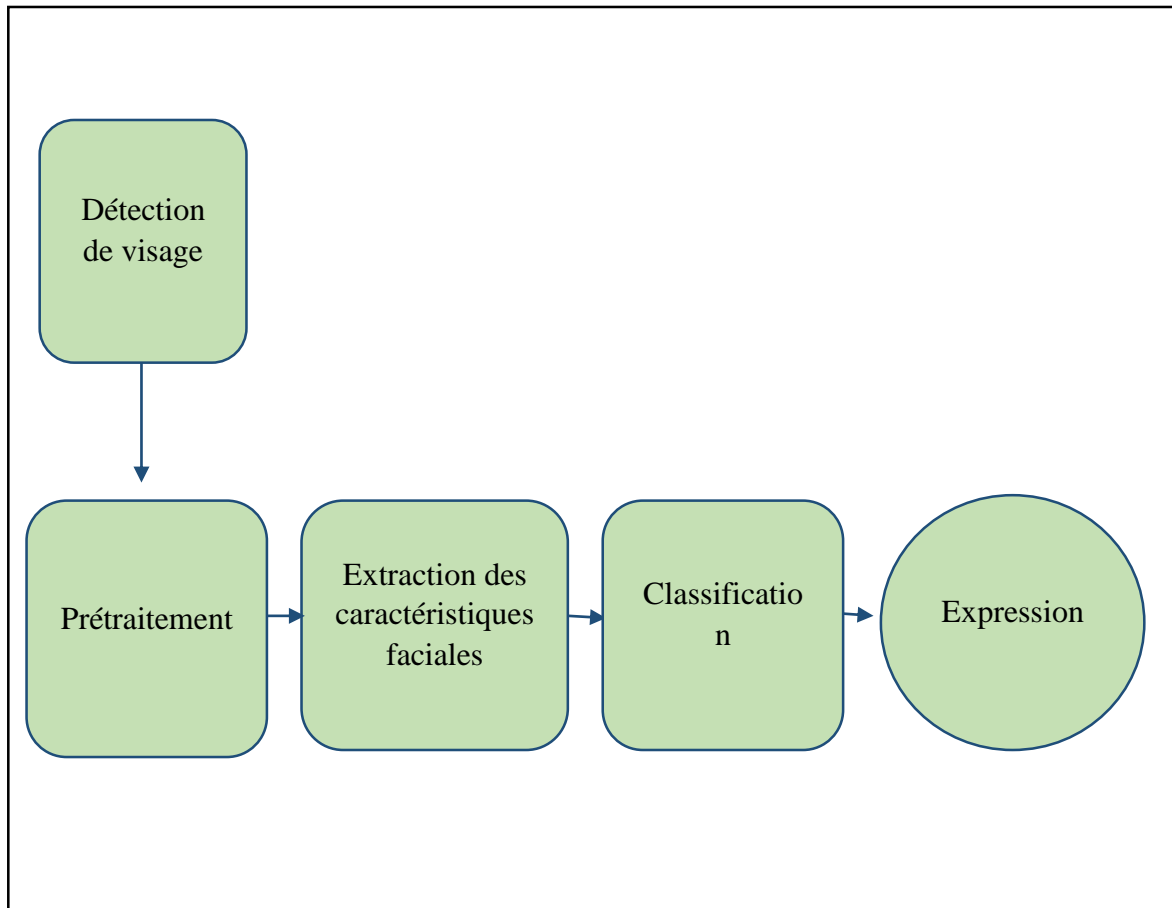 Détection
de visage
Prétraitement
Extraction des
caractéristiques
faciales
Classificatio
n
Expression